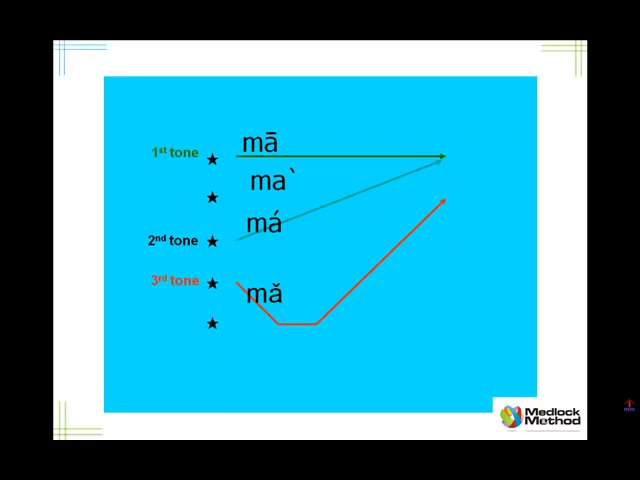 1st tone
mā
ma`
má
2nd tone
3rd tone
mǎ
Medlock
Method